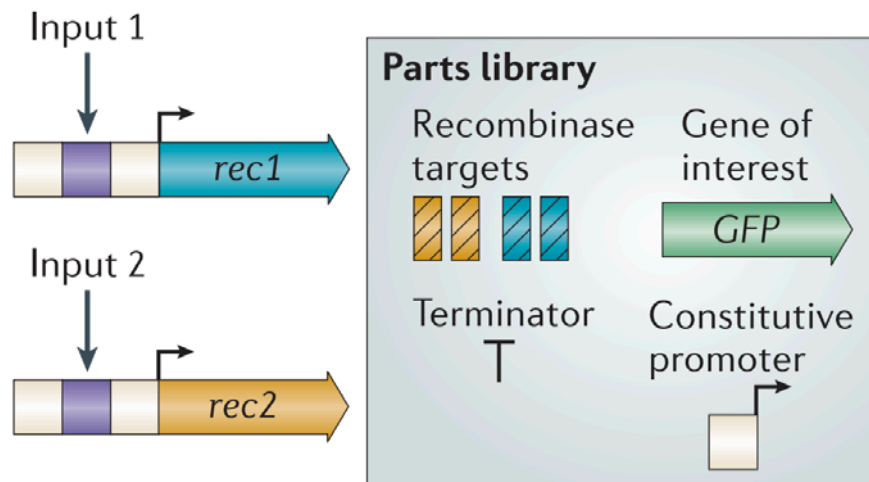 Input 1
rec1
Input 2
rec2
Parts library
Recombinase
targets
Gene of
interest
GFP
Terminator
Constitutive
promoter